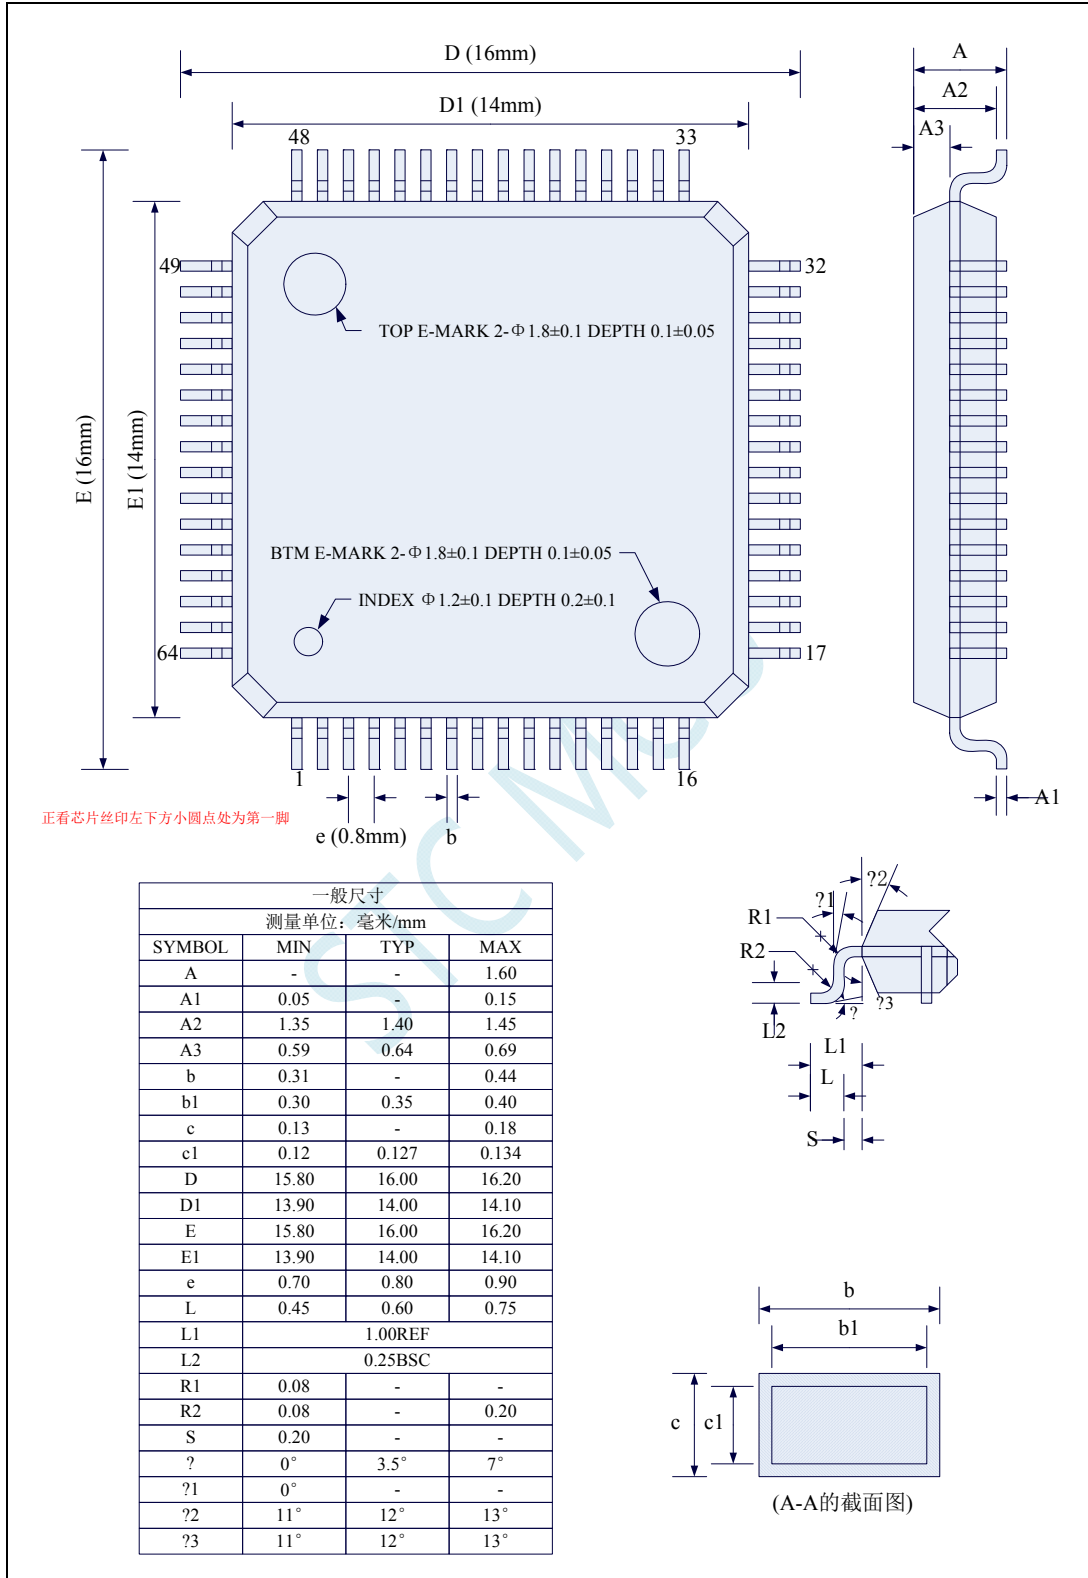 D (16mm)
D1 (14mm)
48
33
49
32
TOP E-MARK 2-Φ1.8±0.1 DEPTH 0.1±0.05
E (16mm)
E1 (14mm)
BTM E-MARK 2-Φ1.8±0.1 DEPTH 0.1±0.05
INDEX Φ1.2±0.1 DEPTH 0.2±0.1
64
17
1
16
正看芯片丝印左下方小圆点处为第一脚
e (0.8mm)
b
A
A2
A3
A1
STC MCU
一般尺寸
测量单位：毫米/mm
SYMBOL MIN TYP MAX
A - - 1.60
A1 0.05 - 0.15
A2 1.35 1.40 1.45
A3 0.59 0.64 0.69
b 0.31 - 0.44
b1 0.30 0.35 0.40
c 0.13 - 0.18
c1 0.12 0.127 0.134
D 15.80 16.00 16.20
D1 13.90 14.00 14.10
E 15.80 16.00 16.20
E1 13.90 14.00 14.10
e 0.70 0.80 0.90
L 0.45 0.60 0.75
L1 1.00REF
L2 0.25BSC
R1 0.08 - -
R2 0.08 - 0.20
S 0.20 - -
? 0° 3.5° 7°
?1 0° - -
?2 11° 12° 13°
?3 11° 12° 13°
?2
?1
R1
R2
?3
?
L2
L1
L
S
b
b1
c
c1
(A-A的截面图)